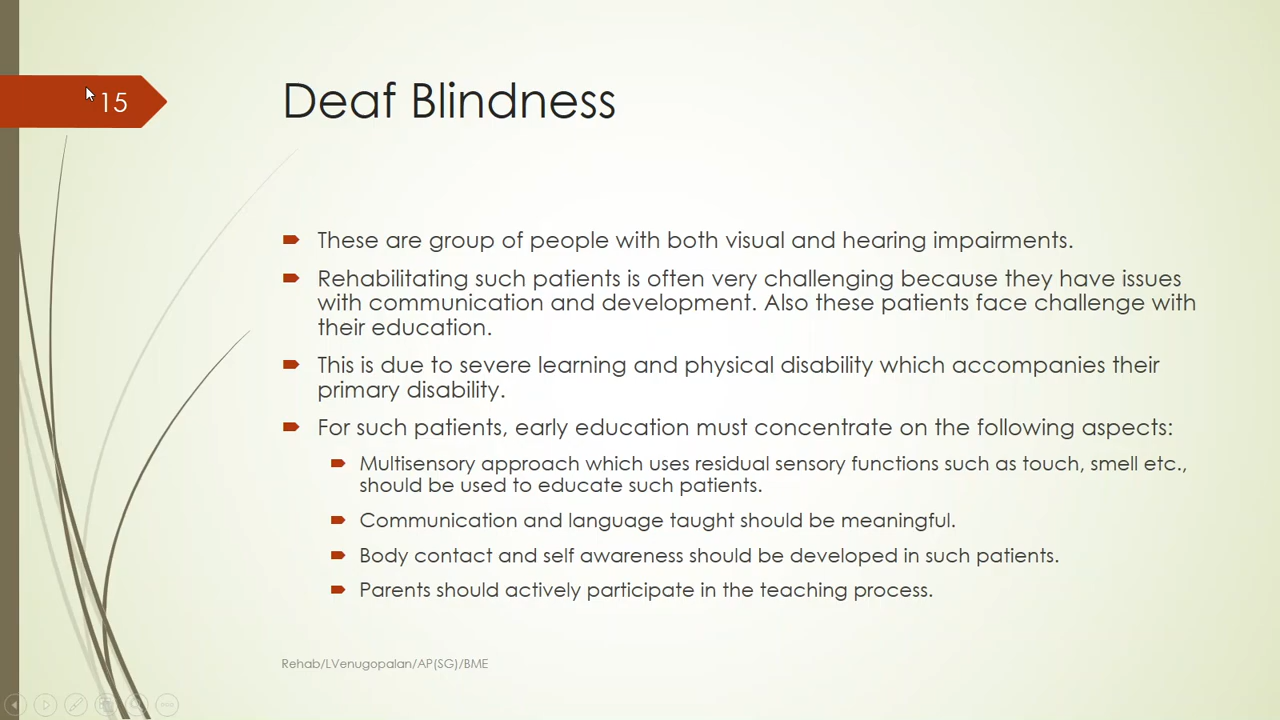 15
Deaf Blindness
These are group of people with both visual and hearing impairments.
Rehabilitating such patients is often very challenging because they have issues
with communication and development. Also these patients face challenge with
their education.
This is due to severe learning and physical disability which accompanies their
primary disability.
For such patients, early education must concentrate on the following aspects:
Multisensory approach which uses residual sensory functions such as touch, smell etc.,
should be used to educate such patients.
Communication and language taught should be meaningful.
Body contact and self awareness should be developed in such patients.
Parents should actively participate in the teaching process.
Rehab/LVenugopalan/AP(SG)/BME